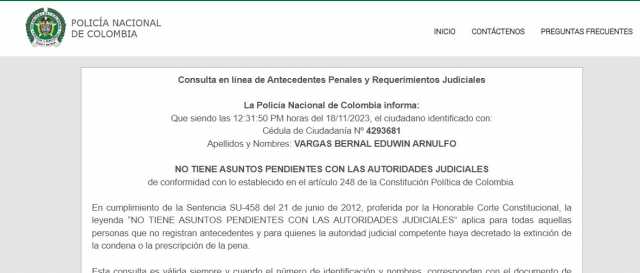 POLICÍA NACIONAL
DE COLOMBIA
INICIO CONTÁCTENOS PREGUNTAS FRECUENTES
Consulta en línea de Antecedentes Penales y Requerimientos Judiciales
La Policía Nacional de Colombia informa:
Que siendo las 12:31:50 PM horas del 18/11/2023, el ciudadano identificado con:
Cédula de Ciudadanía Nº 4293681
Apellidos y Nombres: VARGAS BERNAL EDUWIN ARNULFO
NO TIENE ASUNTOS PENDIENTES CON LAS AUTORIDADES JUDICIALES
de conformidad con lo establecido en el artículo 248 de la Constitución Política de Colombia.
En cumplimiento de la Sentencia SU-458 del 21 de junio de 2012, proferida por la Honorable Corte Constitucional, la
leyenda "NO TIENE ASUNTOS PENDIENTES CON LAS AUTORIDADES JUDICIALES" aplica para todas aquellas
personas que no registran antecedentes y para quienes la autoridad judicial competente haya decretado la extinción de
la condena o la prescripción de la pena.
Esta consulta es válida siempre y cuando el número de identificación y nombres, correspondan con el documento de